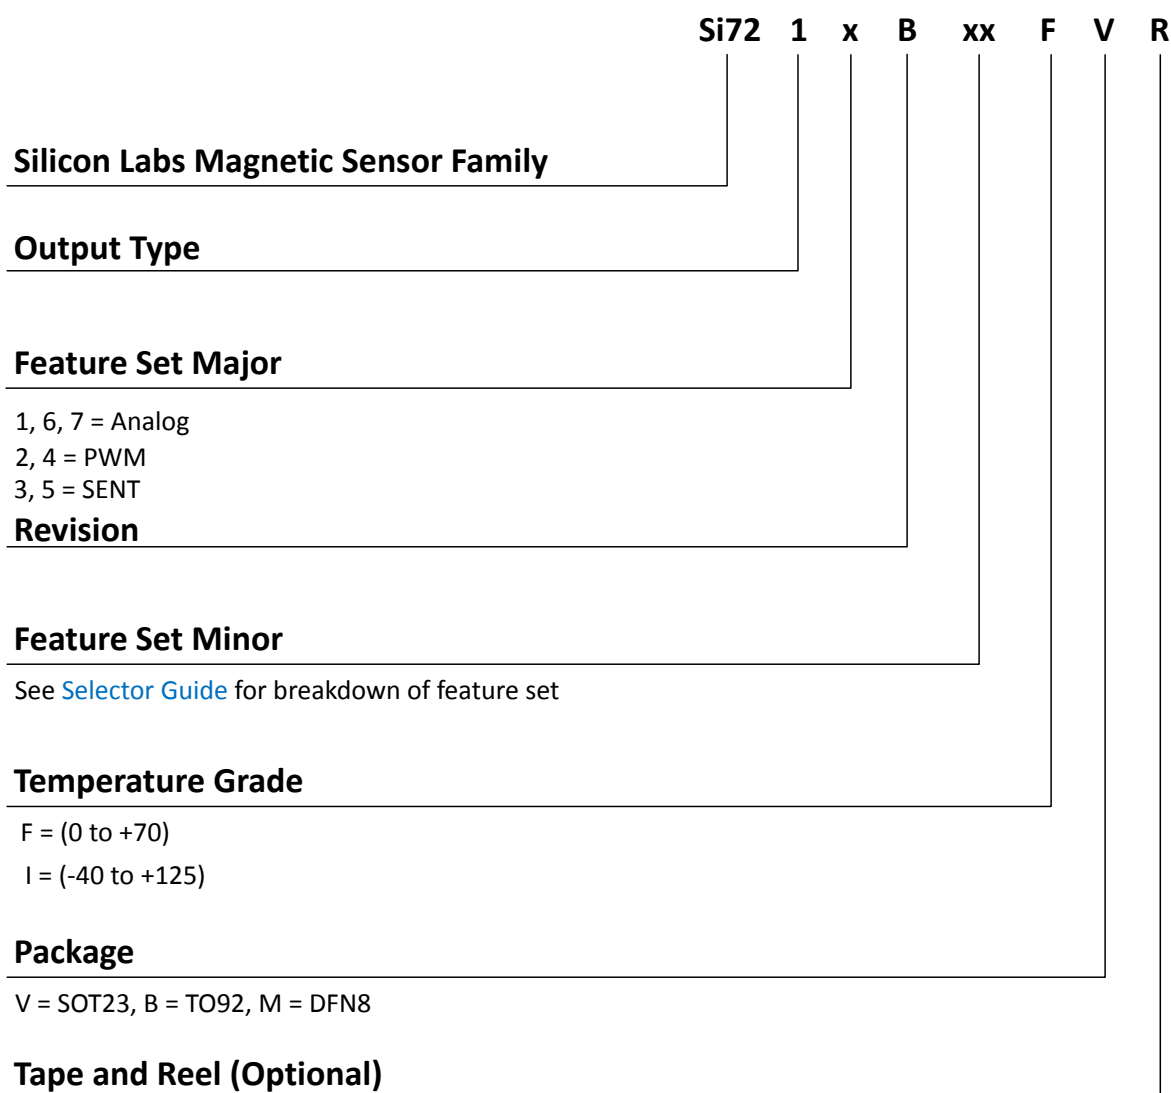 Si72 1 x B xx F V R
Silicon Labs Magnetic Sensor Family
Output Type
Feature Set Major
1, 6, 7 = Analog
2, 4 = PWM
3, 5 = SENT
Revision
Feature Set Minor
See Selector Guide for breakdown of feature set
Temperature Grade
F = (0 to +70)
I = (-40 to +125)
Package
V = SOT23, B = TO92, M = DFN8
Tape and Reel (Optional)